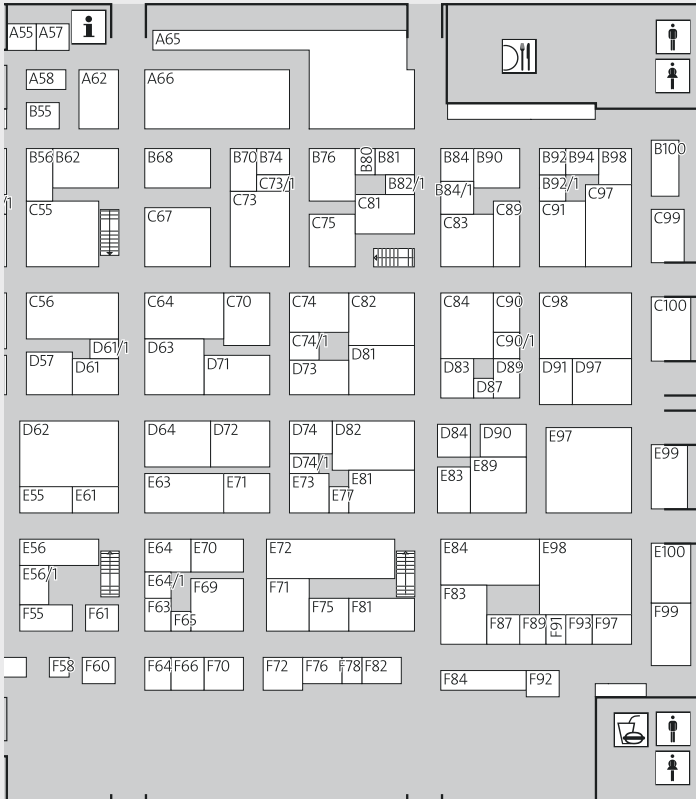 A55 A57 i
A65
A58 A62 A66
B55
B56 B62 B68 B70 B74 B76 B80 B81 B84 B90 B92 B94 B98 B100
C73/1 B82/1 B84/1 B92/1
/1 C55 C67 C73 C75 C81 C83 C89 C91 C97 C99
C56 C64 C70 C74 C82 C84 C90 C98 C100
D61/1 D63 C74/1 D81 C90/1
D57 D61 D71 D73 D83 D87 D89 D91 D97
D62 D64 D72 D74 D82 D84 D90 E97 E99
D74/1
E55 E61 E63 E71 E73 E77 E81 E83 E89
E56 E64 E70 E72 E84 E98 E100
E56/1 E64/1 F69 F71 F83
F55 F61 F63 F65 F75 F81 F87 F89 F91 F93 F97 F99
F58 F60 F64 F66 F70 F72 F76 F78 F82 F84 F92